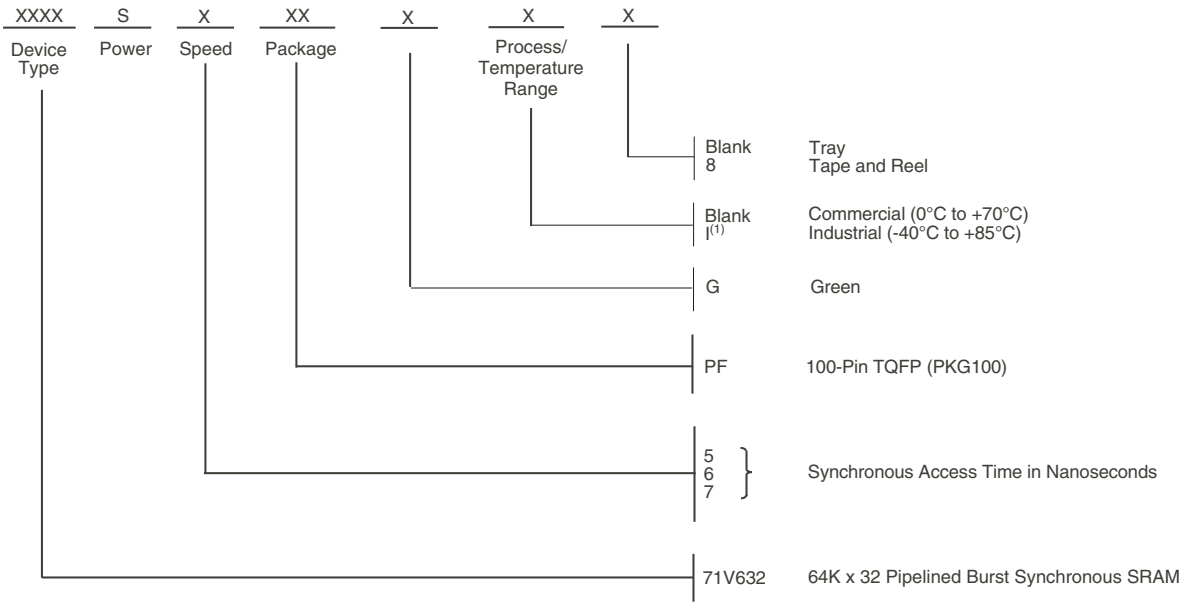 XXXX S X XX X X X
Device Type Power Speed Package Process/ Temperature Range
Blank Tray
8 Tape and Reel
Blank Commercial (0°C to +70°C)
I(1) Industrial (-40°C to +85°C)
G Green
PF 100-Pin TQFP (PKG100)
5
6 Synchronous Access Time in Nanoseconds
7
71V632 64K x 32 Pipelined Burst Synchronous SRAM